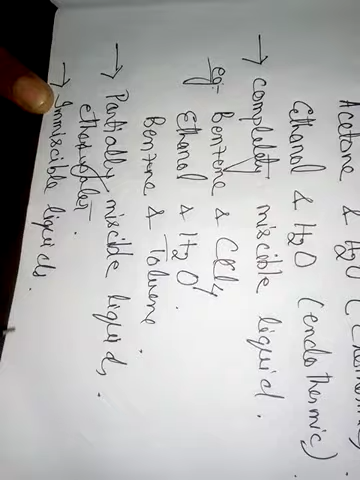 Acetone & H2O (
Ethanol & H2O (endothermic).
→ completely miscible liquid.
eg: Benzene & CCl4
Ethanol & H2O
Benzene & Toluene.
→ Partially miscible liquids.
→ Immiscible liquids.